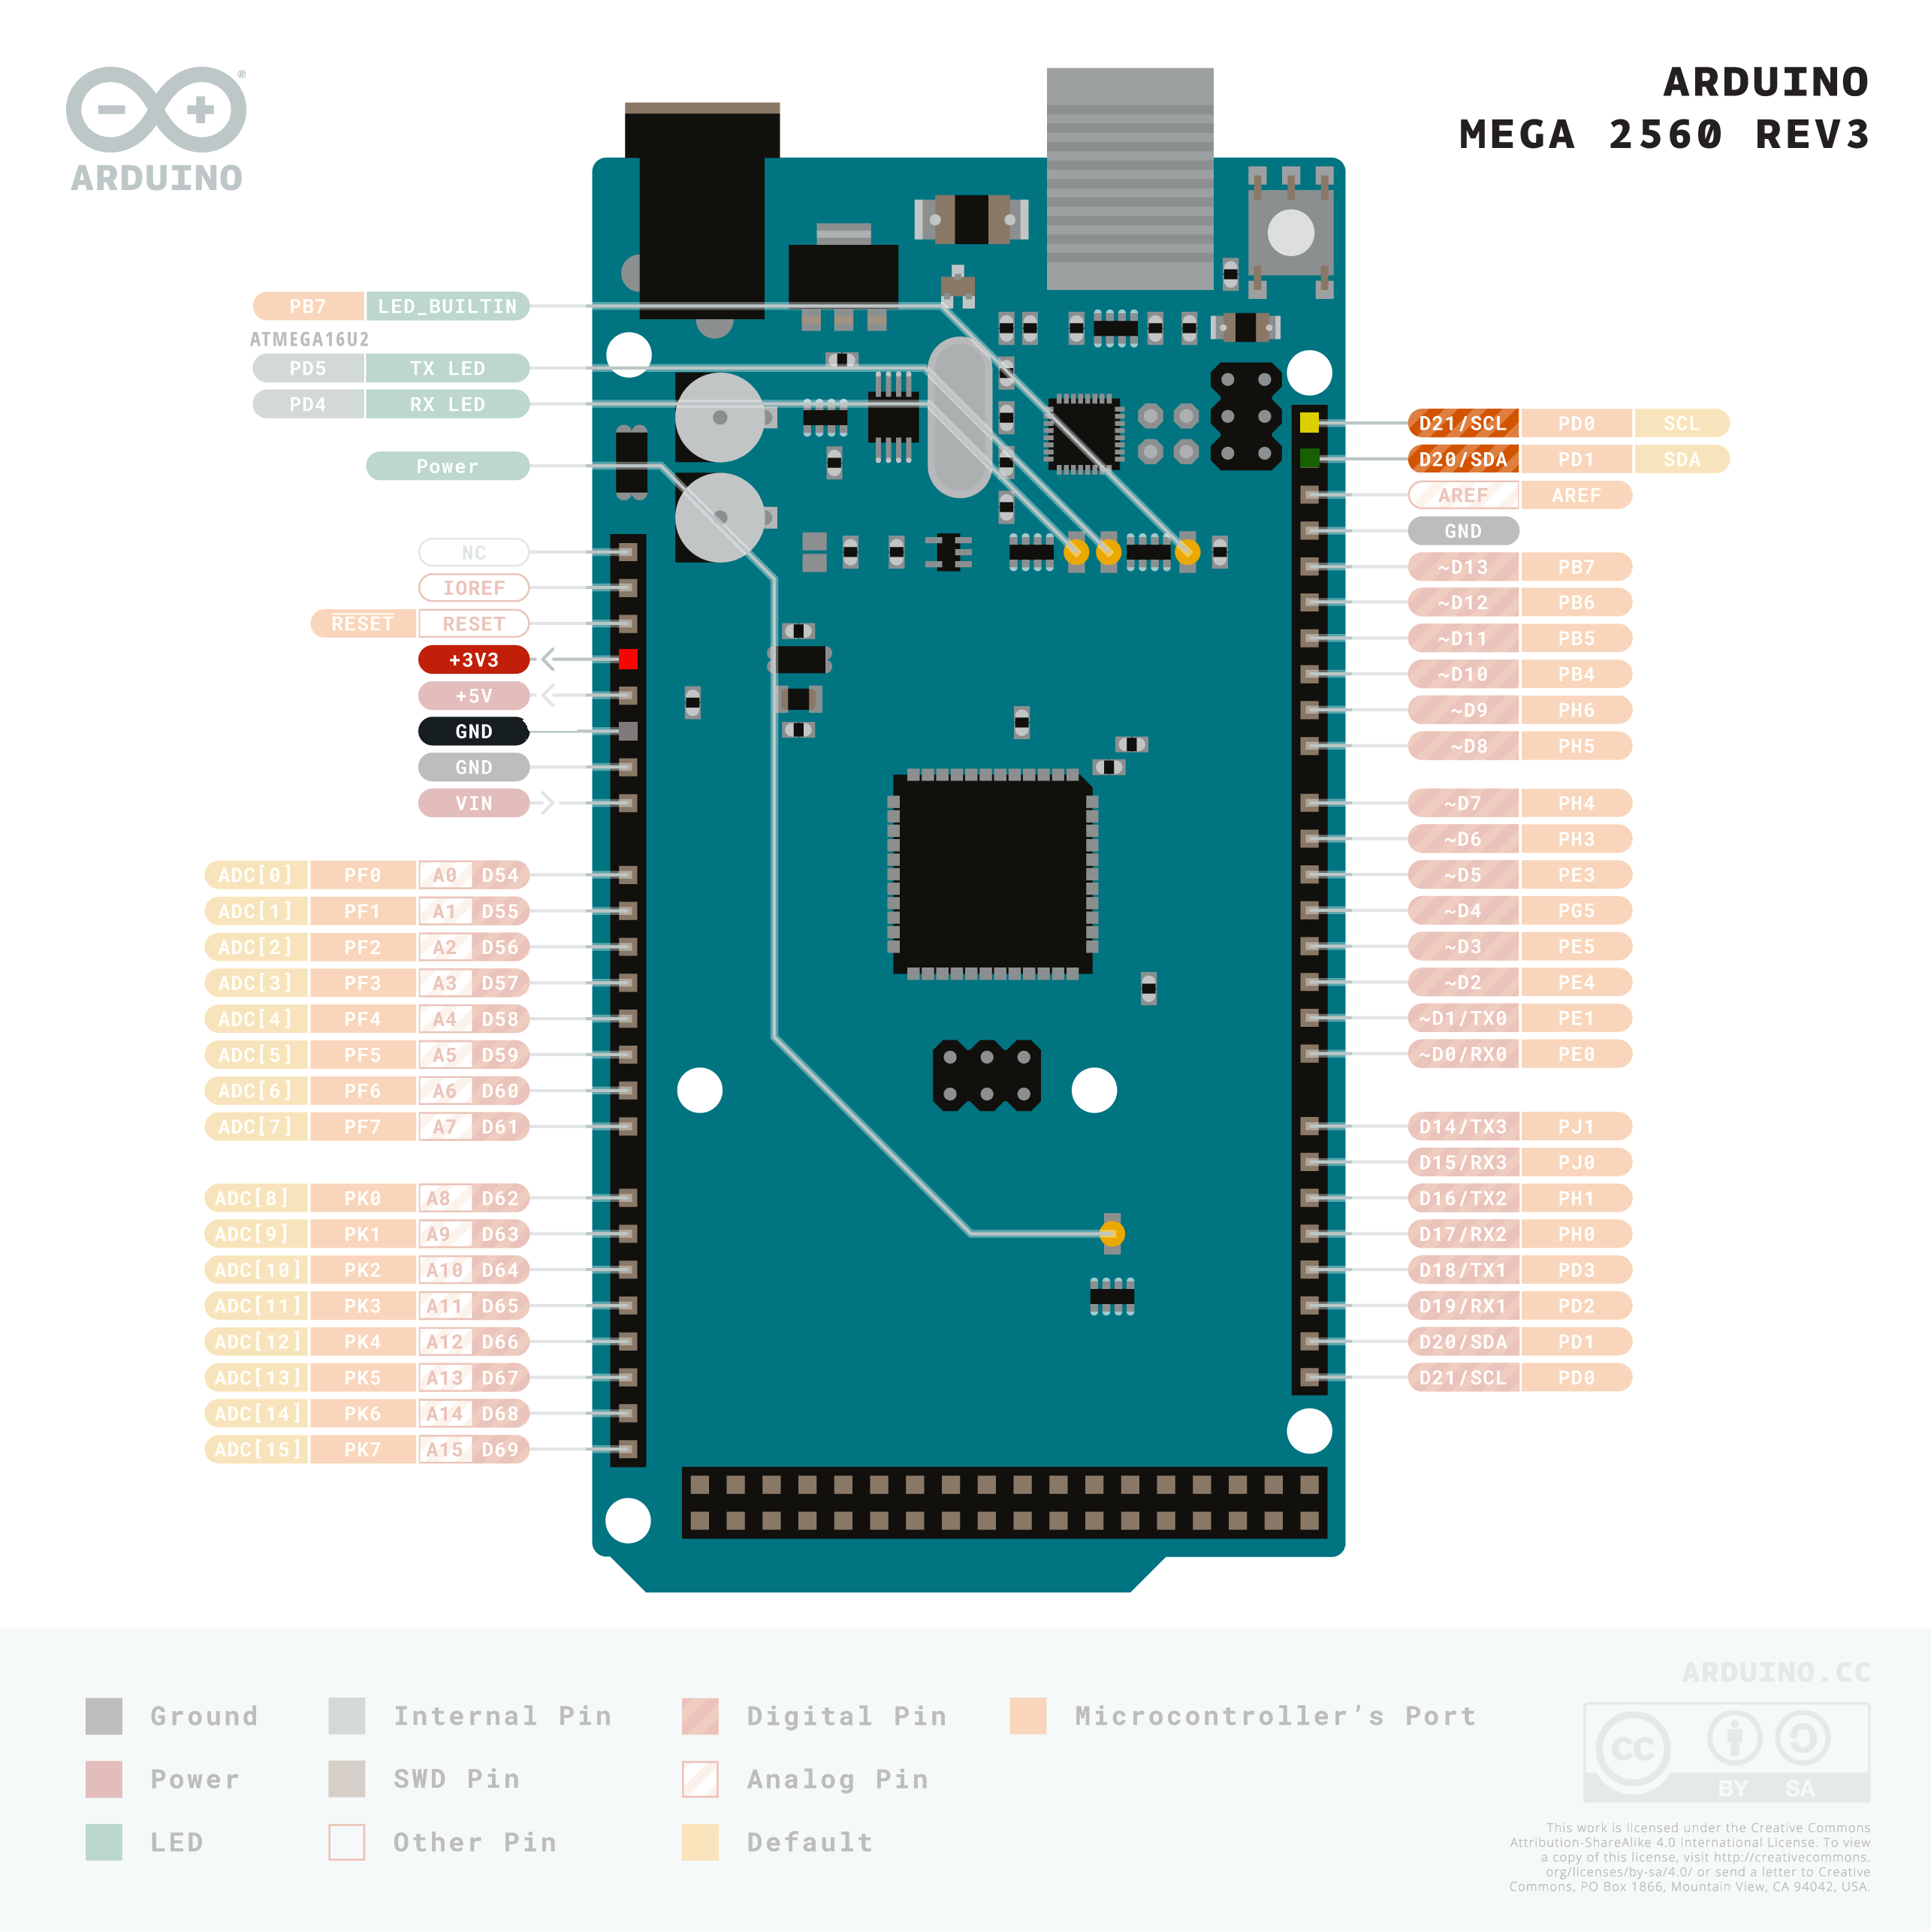 ARDUINO
MEGA 2560 REV3
®
ARDUINO
PB7 LED_BUILTIN
ATMEGA16U2
PD5 TX LED
PD4 RX LED
Power
NC
IOREF
RESET RESET
+3V3
+5V
GND
GND
VIN
ADC[0] PF0 A0 D54
ADC[1] PF1 A1 D55
ADC[2] PF2 A2 D56
ADC[3] PF3 A3 D57
ADC[4] PF4 A4 D58
ADC[5] PF5 A5 D59
ADC[6] PF6 A6 D60
ADC[7] PF7 A7 D61
ADC[8] PK0 A8 D62
ADC[9] PK1 A9 D63
ADC[10] PK2 A10 D64
ADC[11] PK3 A11 D65
ADC[12] PK4 A12 D66
ADC[13] PK5 A13 D67
ADC[14] PK6 A14 D68
ADC[15] PK7 A15 D69
D21/SCL PD0 SCL
D20/SDA PD1 SDA
AREF AREF
GND
~D13 PB7
~D12 PB6
~D11 PB5
~D10 PB4
~D9 PH6
~D8 PH5
~D7 PH4
~D6 PH3
~D5 PE3
~D4 PG5
~D3 PE5
~D2 PE4
~D1/TX0 PE1
~D0/RX0 PE0
D14/TX3 PJ1
D15/RX3 PJ0
D16/TX2 PH1
D17/RX2 PH0
D18/TX1 PD3
D19/RX1 PD2
D20/SDA PD1
D21/SCL PD0
Ground
Power
LED
Internal Pin
SWD Pin
Other Pin
Digital Pin
Analog Pin
Default
Microcontroller’s Port
ARDUINO.CC
CC
BY SA
This work is licensed under the Creative Commons
Attribution-ShareAlike 4.0 International License. To view
a copy of this license, visit http://creativecommons.
org/licenses/by-sa/4.0/ or send a letter to Creative
Commons, PO Box 1866, Mountain View, CA 94042, USA.